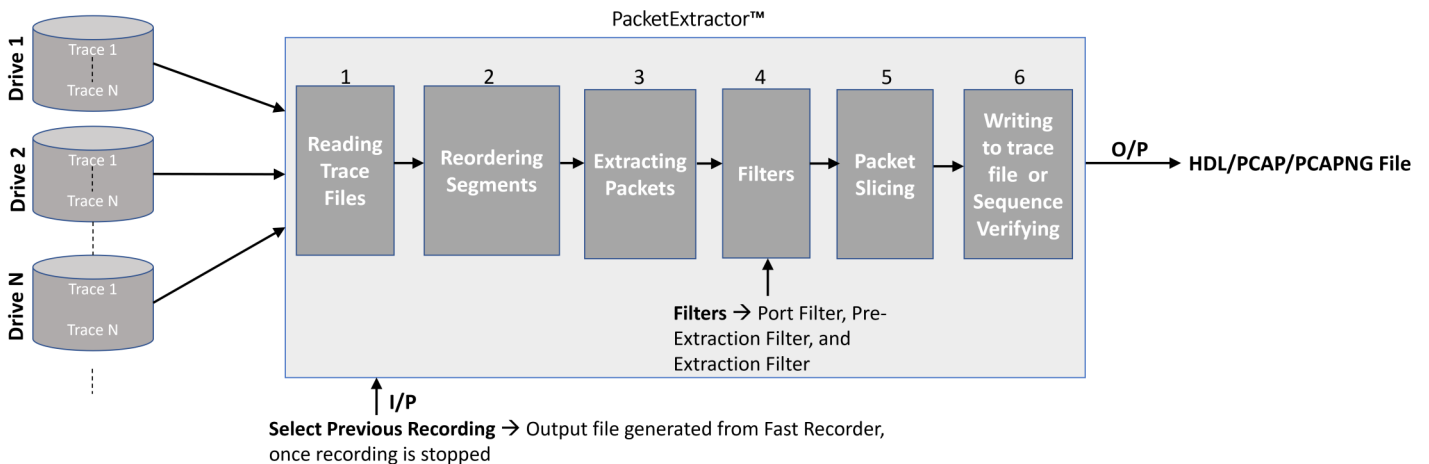 PacketExtractor™
Drive 1
Trace 1
Trace N
Drive 2
Trace 1
Trace N
Drive N
Trace 1
Trace N
1
Reading
Trace
Files
2
Reordering
Segments
3
Extracting
Packets
4
Filters
5
Packet
Slicing
6
Writing
to trace
file or
Sequence
Verifying
O/P
HDL/PCAP/PCAPNG File
Filters → Port Filter, Pre-
Extraction Filter, and
Extraction Filter
I/P
Select Previous Recording → Output file generated from Fast Recorder,
once recording is stopped